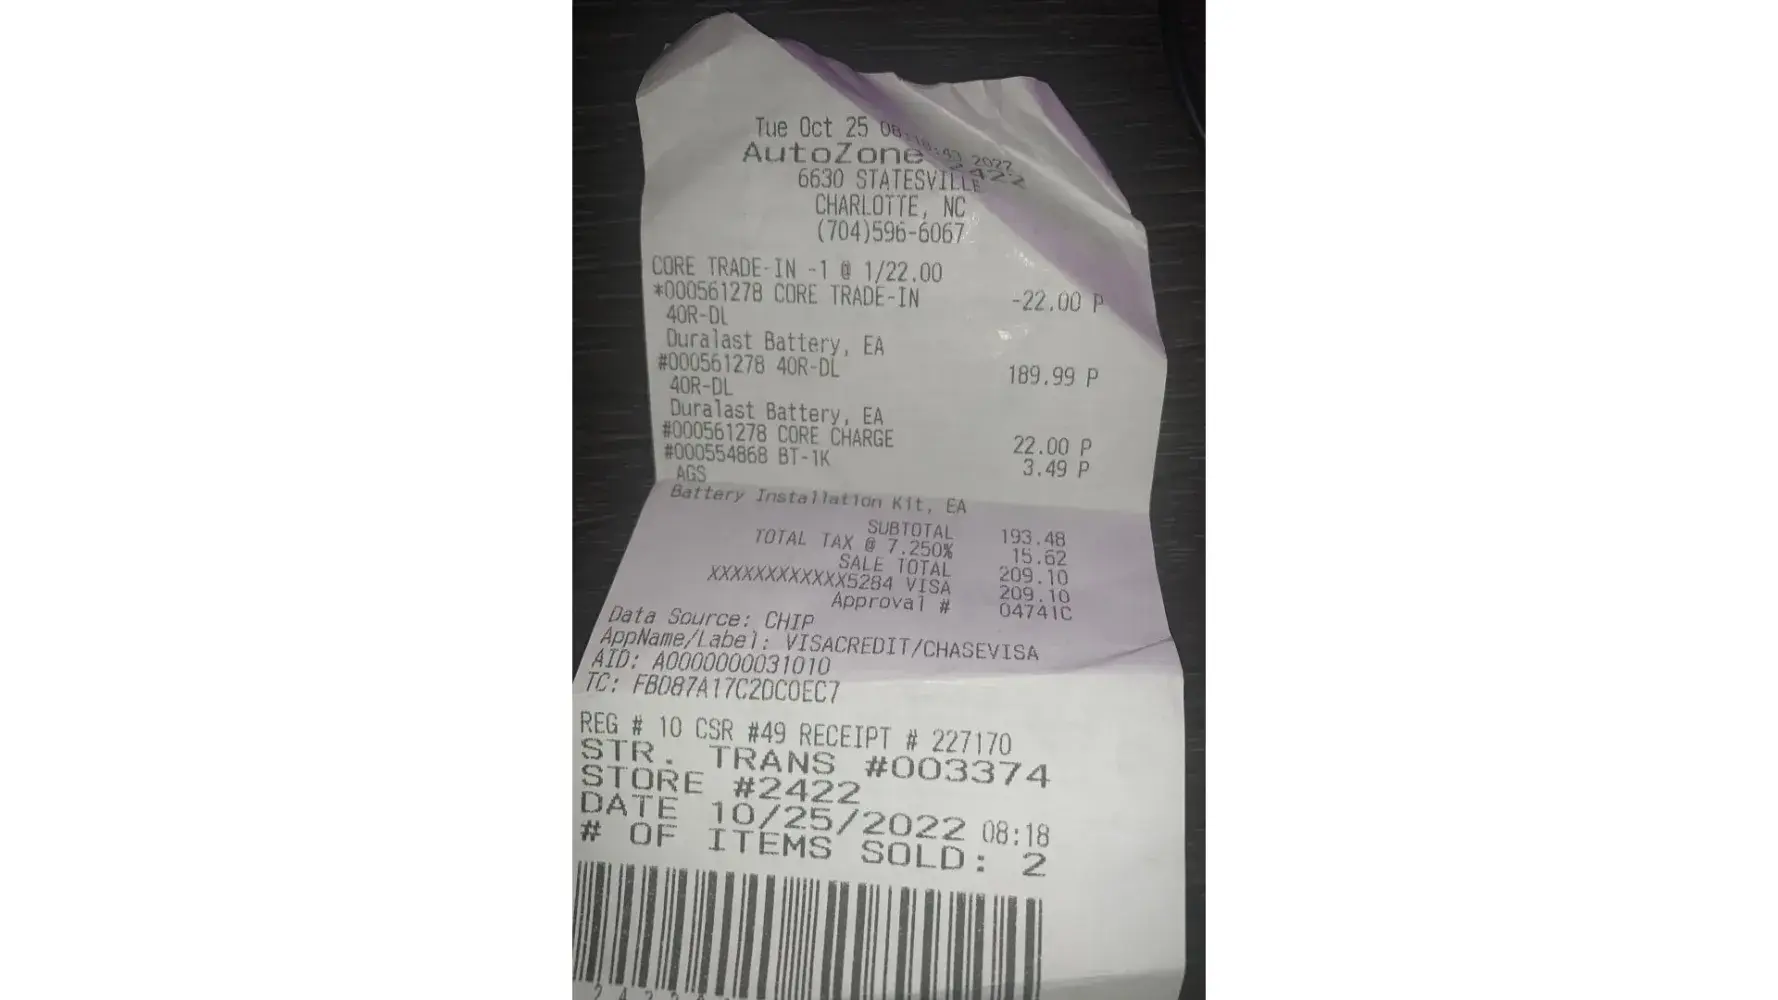 Tue Oct 25 08:18:43 2022
AutoZone 2422
6630 STATESVILLE
CHARLOTTE, NC
(704)596-6067
CORE TRADE-IN -1 @ 1/22.00
*000561278 CORE TRADE-IN -22.00 P
40R-DL
Duralast Battery, EA
#000561278 40R-DL 189.99 P
40R-DL
Duralast Battery, EA
#000561278 CORE CHARGE 22.00 P
#000554868 BT-1K 3.49 P
AGS
Battery Installation Kit, EA
SUBTOTAL 193.48
TOTAL TAX @ 7.250% 15.62
SALE TOTAL 209.10
XXXXXXXXXXXX5284 VISA 209.10
Approval # 04741C
Data Source: CHIP
AppName/Label: VISACREDIT/CHASEVISA
AID: A0000000031010
TC: FBD87A17C2DC0EC7
REG # 10 CSR #49 RECEIPT # 227170
STR. TRANS #003374
STORE #2422
DATE 10/25/2022 08:18
# OF ITEMS SOLD: 2